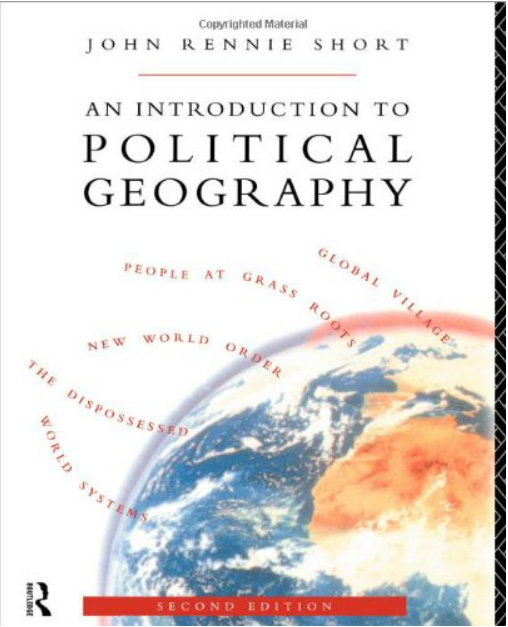 Copyrighted Material
JOHN RENNIE SHORT
AN INTRODUCTION TO
POLITICAL
GEOGRAPHY
GLOBAL VILLAGE
PEOPLE AT GRASS ROOTS
NEW WORLD ORDER
THE DISPOSSESSED
WORLD SYSTEMS
ROUTLEDGE
SECOND EDITION